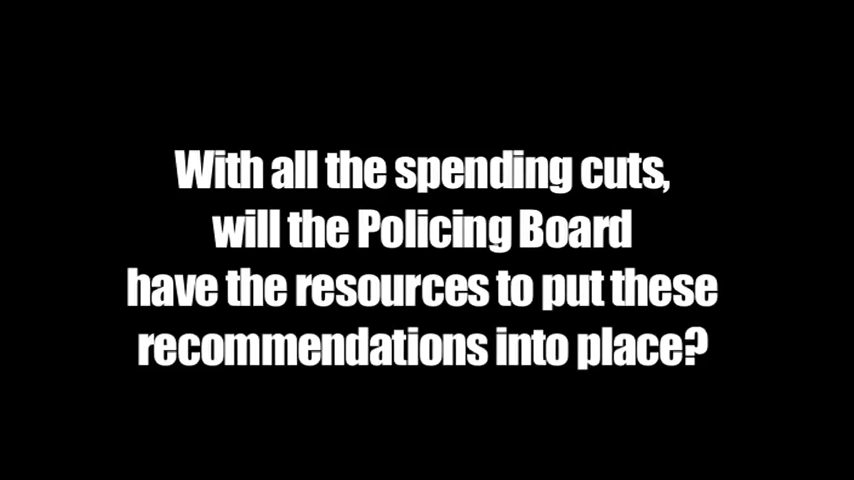 With all the spending cuts,
will the Policing Board
have the resources to put these
recommendations into place?